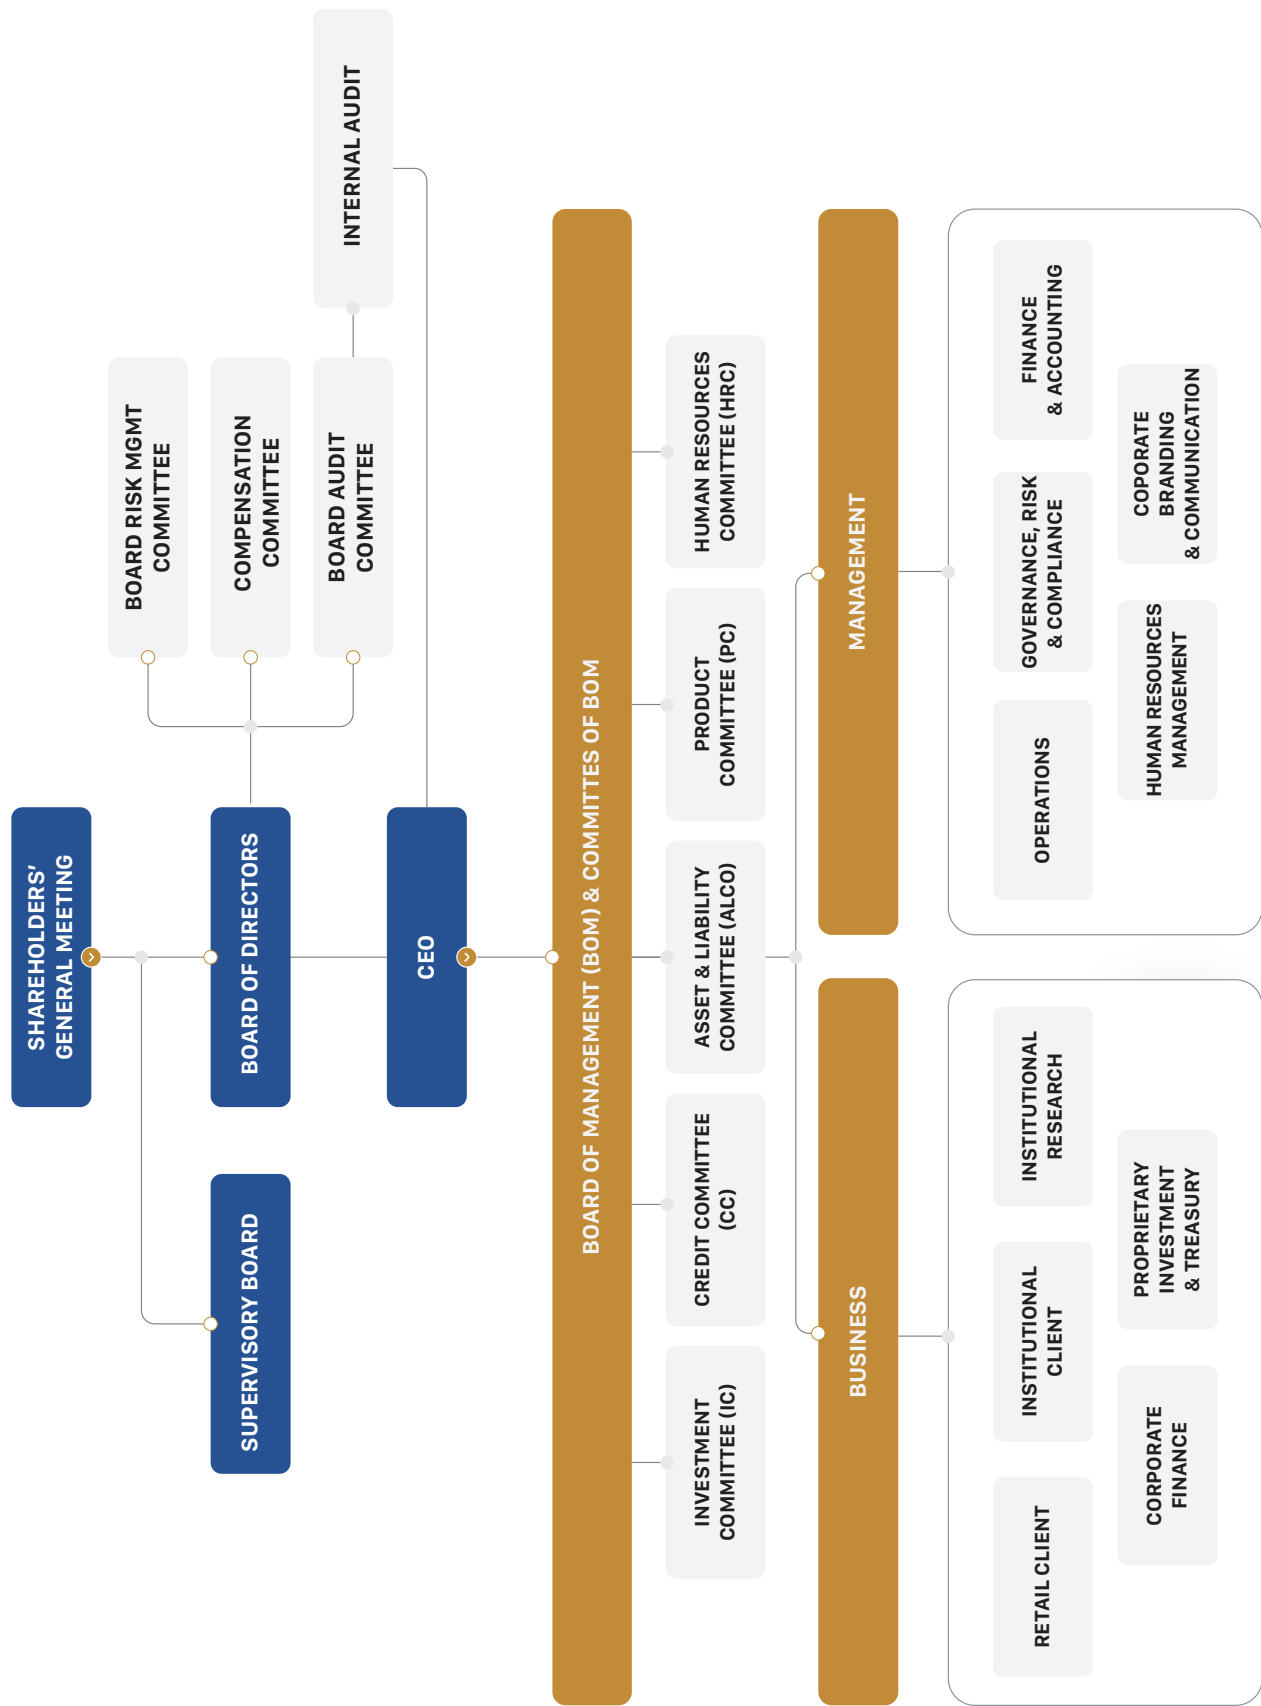 SHAREHOLDERS'
GENERAL MEETING
SUPERVISORY BOARD
BOARD OF DIRECTORS
BOARD RISK MGMT
COMMITTEE
COMPENSATION
COMMITTEE
BOARD AUDIT
COMMITTEE
INTERNAL AUDIT
CEO
BOARD OF MANAGEMENT (BOM) & COMMITTES OF BOM
INVESTMENT
COMMITTEE (IC)
CREDIT COMMITTEE
(CC)
ASSET & LIABILITY
COMMITTEE (ALCO)
PRODUCT
COMMITTEE (PC)
HUMAN RESOURCES
COMMITTEE (HRC)
BUSINESS
MANAGEMENT
RETAIL CLIENT
INSTITUTIONAL
CLIENT
INSTITUTIONAL
RESEARCH
CORPORATE
FINANCE
PROPRIETARY
INVESTMENT
& TREASURY
OPERATIONS
GOVERNANCE, RISK
& COMPLIANCE
FINANCE
& ACCOUNTING
HUMAN RESOURCES
MANAGEMENT
COPORATE
BRANDING
& COMMUNICATION